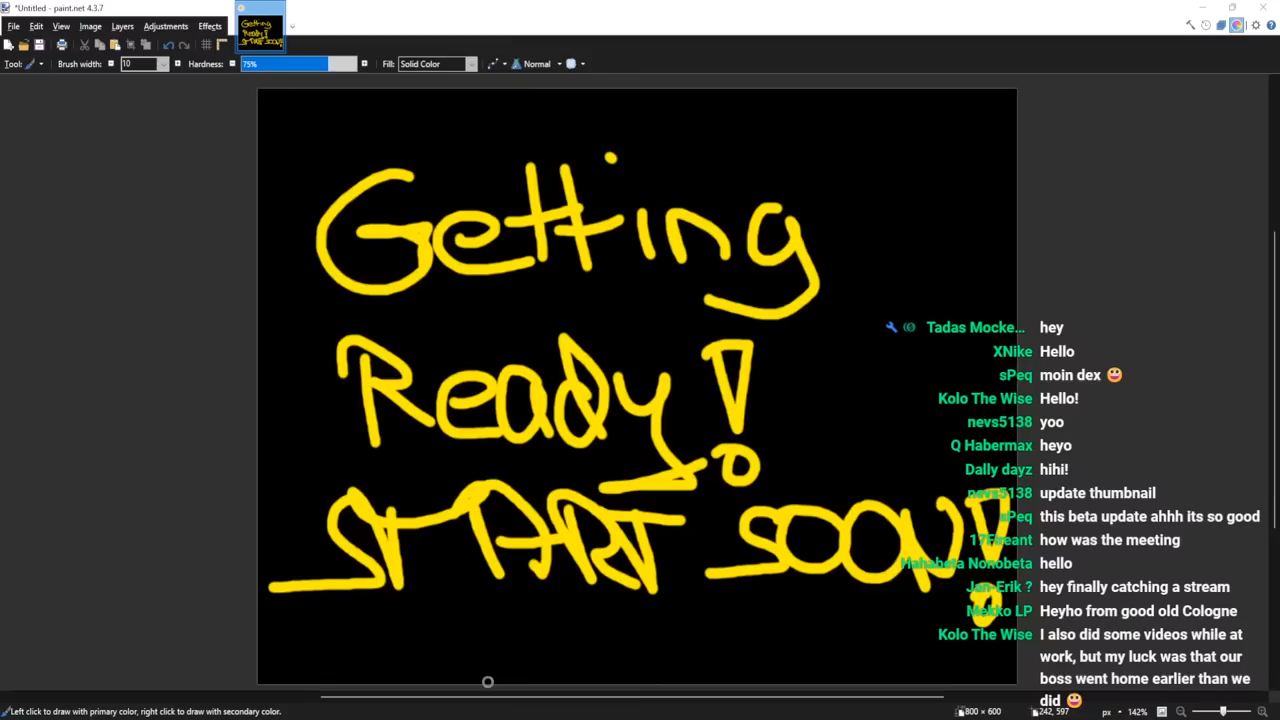 *Untitled - paint.net 4.3.7
File Edit View Image Layers Adjustments Effects
Tool: Brush width: 10 Hardness: 75% Fill: Solid Color Normal
Getting
Ready!
START SOON!
Tadas Mocke... hey
XNike Hello
sPeq moin dex 😀
Kolo The Wise Hello!
nevs5138 yoo
Q Habermax heyo
Dally dayz hihi!
nevs5138 update thumbnail
sPeq this beta update ahhh its so good
17Fireant how was the meeting
Hahabeta Nonobeta hello
Jan-Erik ? hey finally catching a stream
Mekko LP Heyho from good old Cologne
Kolo The Wise I also did some videos while at
work, but my luck was that our
boss went home earlier than we
did 😀
Left click to draw with primary color, right click to draw with secondary color. 800 × 600 242, 597 px 142%